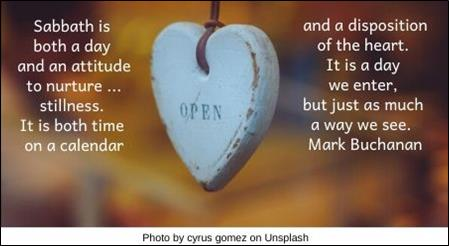 Sabbath is
both a day
and an attitude
to nurture ...
stillness.
It is both time
on a calendar
OPEN
and a disposition
of the heart.
It is a day
we enter,
but just as much
a way we see.
Mark Buchanan
Photo by cyrus gomez on Unsplash